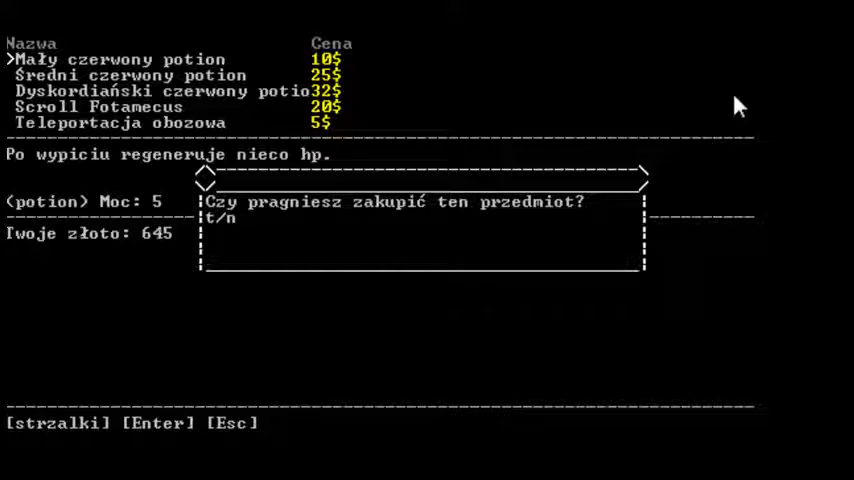 Nazwa Cena
>Mały czerwony potion 10$
Średni czerwony potion 25$
Dyskordiański czerwony potio32$
Scroll Fotamecus 20$
Teleportacja obozowa 5$
Po wypiciu regeneruje nieco hp.
(potion) Moc: 5
Czy pragniesz zakupić ten przedmiot?
t/n
Twoje złoto: 645
[strzalki] [Enter] [Esc]